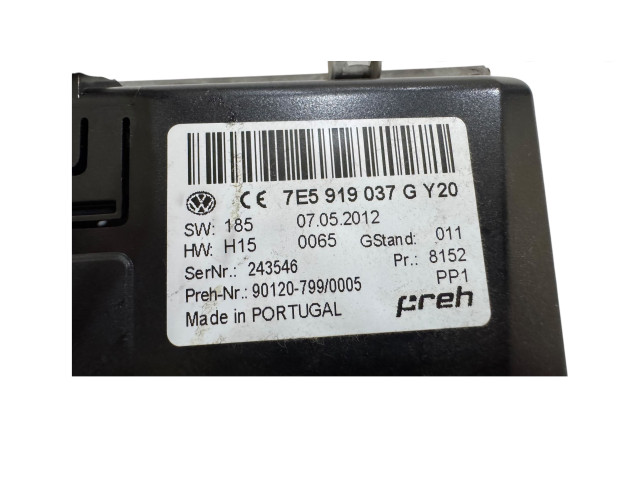 CE 7E5 919 037 G Y20
SW: 185 07.05.2012
HW: H15 0065 GStand: 011
SerNr.: 243546 Pr.: 8152
Preh-Nr.: 90120-799/0005 PP1
Made in PORTUGAL preh